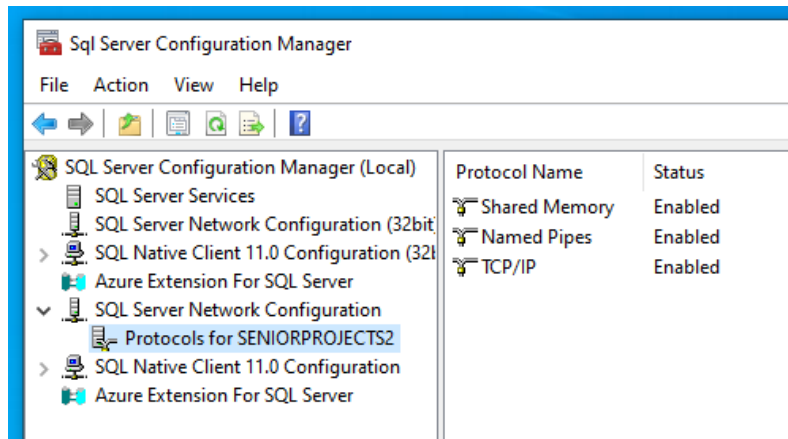 Sql Server Configuration Manager
File Action View Help
SQL Server Configuration Manager (Local)
SQL Server Services
SQL Server Network Configuration (32bit
SQL Native Client 11.0 Configuration (32b
Azure Extension For SQL Server
SQL Server Network Configuration
Protocols for SENIORPROJECTS2
SQL Native Client 11.0 Configuration
Azure Extension For SQL Server
Protocol Name Status
Shared Memory Enabled
Named Pipes Enabled
TCP/IP Enabled